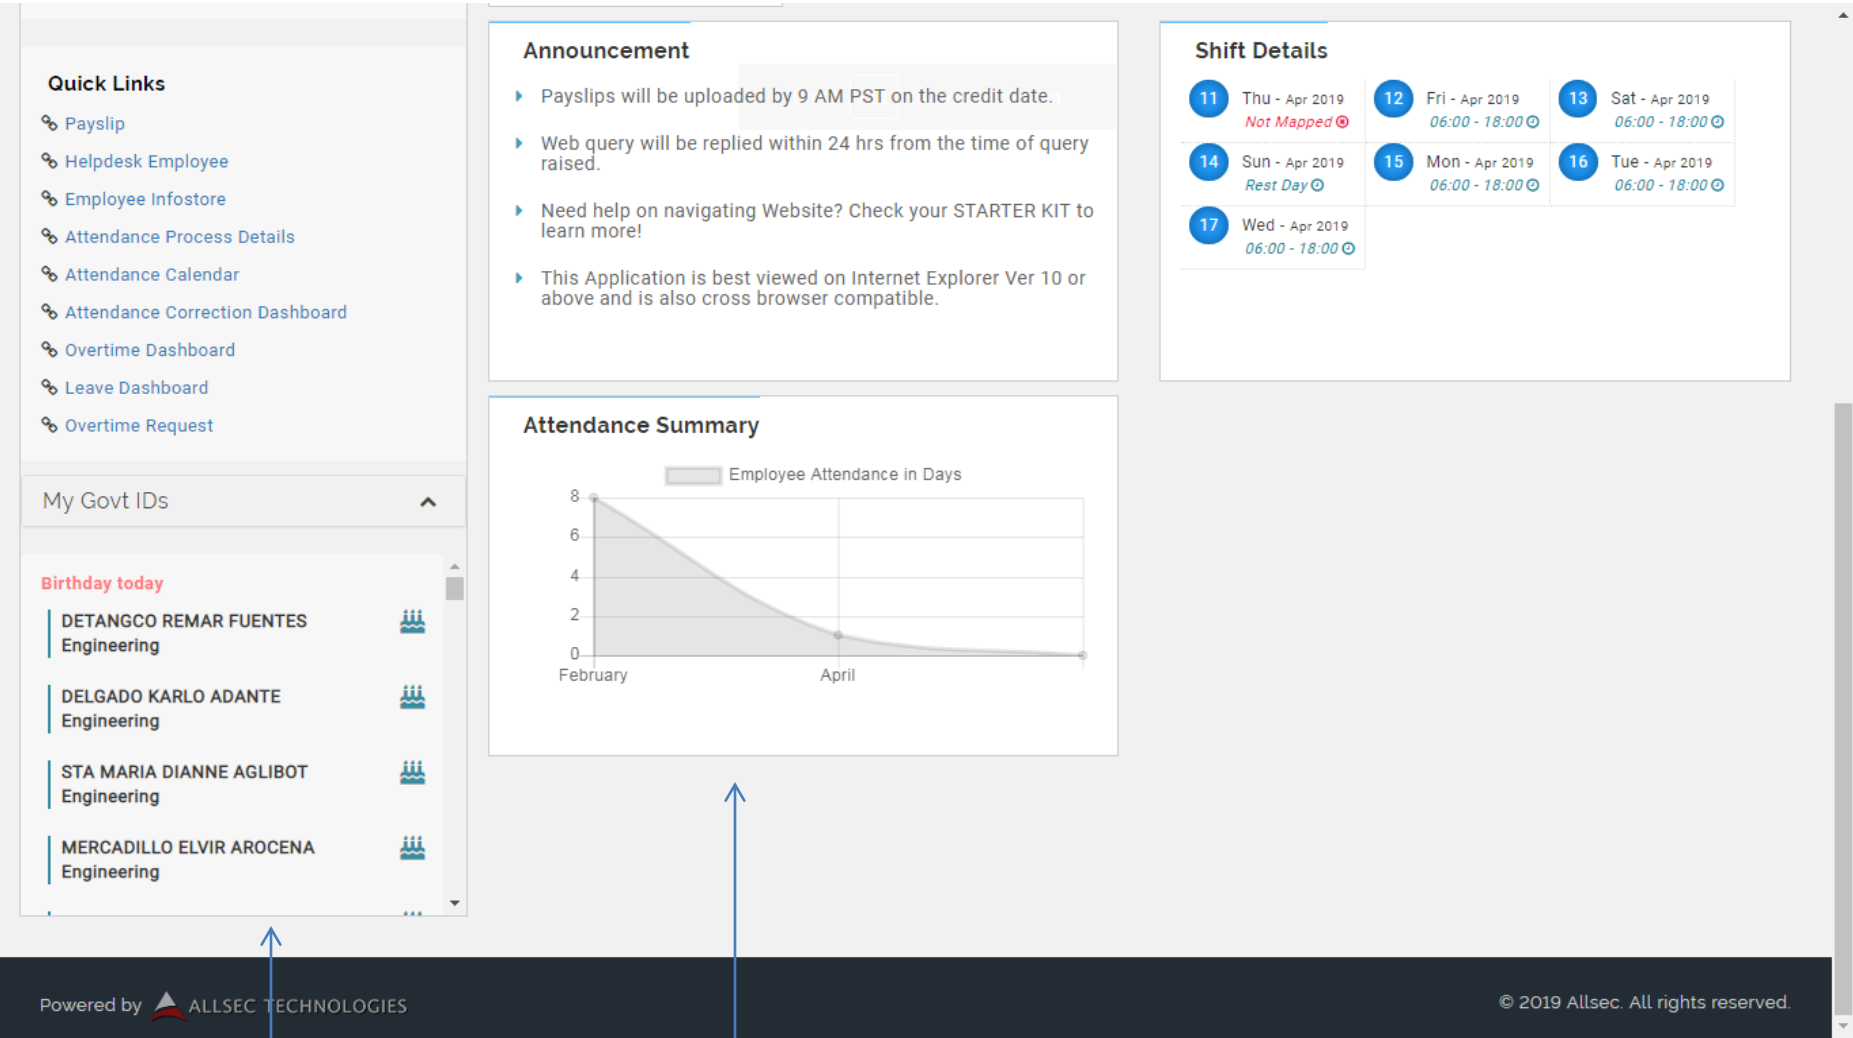 Quick Links
Payslip
Helpdesk Employee
Employee Infostore
Attendance Process Details
Attendance Calendar
Attendance Correction Dashboard
Overtime Dashboard
Leave Dashboard
Overtime Request
My Govt IDs
Birthday today
DETANGCO REMAR FUENTES
Engineering
DELGADO KARLO ADANTE
Engineering
STA MARIA DIANNE AGLIBOT
Engineering
MERCADILLO ELVIR AROCENA
Engineering
Announcement
Payslips will be uploaded by 9 AM PST on the credit date.
Web query will be replied within 24 hrs from the time of query
raised.
Need help on navigating Website? Check your STARTER KIT to
learn more!
This Application is best viewed on Internet Explorer Ver 10 or
above and is also cross browser compatible.
Attendance Summary
Employee Attendance in Days
8
6
4
2
0
February April
Shift Details
11 Thu - Apr 2019 12 Fri - Apr 2019 13 Sat - Apr 2019
Not Mapped 06:00 - 18:00 06:00 - 18:00
14 Sun - Apr 2019 15 Mon - Apr 2019 16 Tue - Apr 2019
Rest Day 06:00 - 18:00 06:00 - 18:00
17 Wed - Apr 2019
06:00 - 18:00
Powered by ALLSEC TECHNOLOGIES
© 2019 Allsec. All rights reserved.